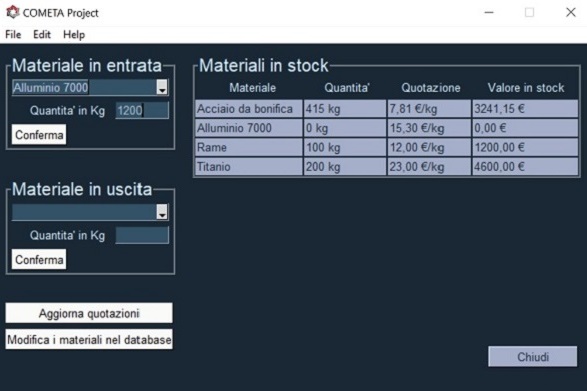 COMETA Project
File Edit Help
Materiale in entrata
Alluminio 7000
Quantita' in Kg 1200
Conferma
Materiale in uscita
Quantita' in Kg
Conferma
Aggiorna quotazioni
Modifica i materiali nel database
Materiali in stock
Materiale Quantita' Quotazione Valore in stock
Acciaio da bonifica 415 kg 7,81 €/kg 3241,15 €
Alluminio 7000 0 kg 15,30 €/kg 0,00 €
Rame 100 kg 12,00 €/kg 1200,00 €
Titanio 200 kg 23,00 €/kg 4600,00 €
Chiudi